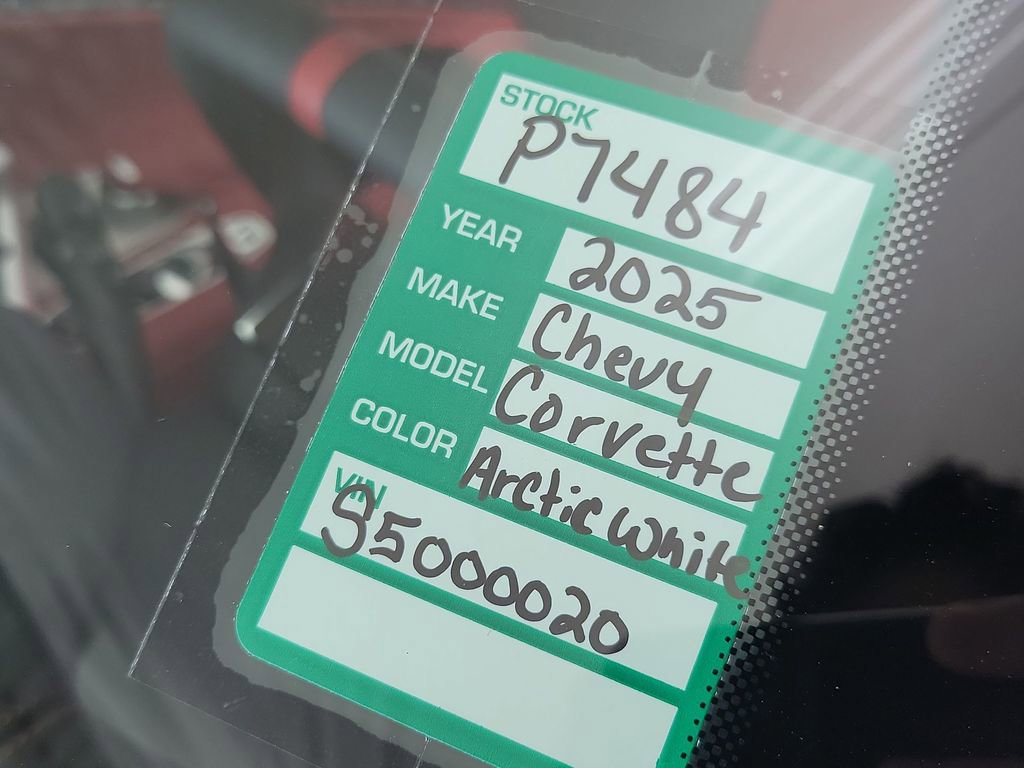 STOCK
P7484
YEAR 2025
MAKE Chevy
MODEL Corvette
COLOR Arctic White
VIN
S5000020